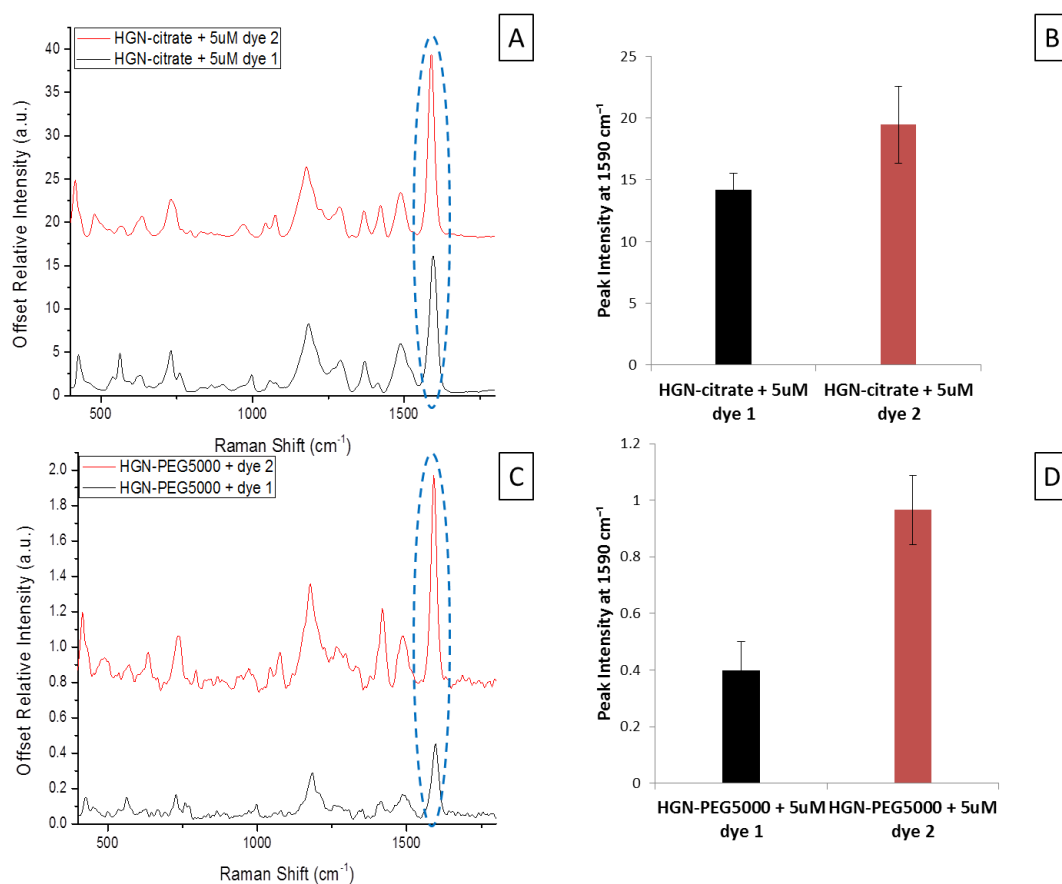 HGN-citrate + 5uM dye 2
HGN-citrate + 5uM dye 1
A
40
35
30
25
20
15
10
5
0
Offset Relative Intensity (a.u.)
500
1000
1500
Raman Shift (cm⁻¹)
B
25
20
15
10
5
0
Peak Intensity at 1590 cm⁻¹
HGN-citrate + 5uM
dye 1
HGN-citrate + 5uM
dye 2
HGN-PEG5000 + dye 2
HGN-PEG5000 + dye 1
C
2.0
1.8
1.6
1.4
1.2
1.0
0.8
0.6
0.4
0.2
0.0
Offset Relative Intensity (a.u.)
500
1000
1500
Raman Shift (cm⁻¹)
D
1.2
1
0.8
0.6
0.4
0.2
0
Peak Intensity at 1590 cm⁻¹
HGN-PEG5000 + 5uM
dye 1
HGN-PEG5000 + 5uM
dye 2